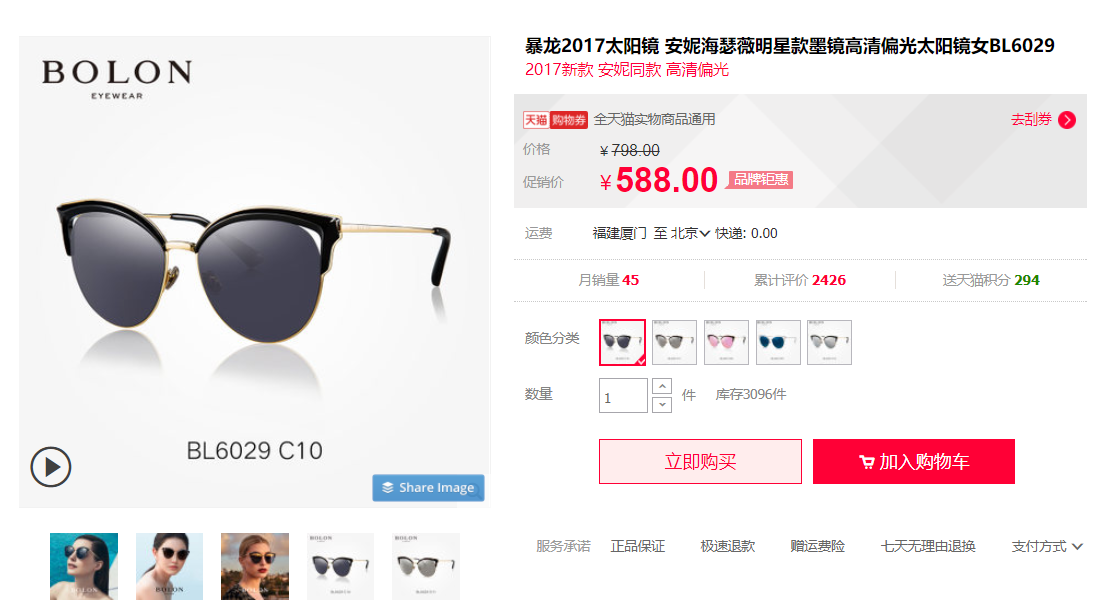 BOLON
EYEWEAR
BL6029 C10
Share Image
暴龙2017太阳镜 安妮海瑟薇明星款墨镜高清偏光太阳镜女BL6029
2017新款 安妮同款 高清偏光
天猫 购物券 全天猫实物商品通用 去刮券
价格 ¥798.00
促销价 ¥588.00 品牌钜惠
运费 福建厦门 至 北京 快递: 0.00
月销量 45 累计评价 2426 送天猫积分 294
颜色分类
数量 1 件 库存3096件
立即购买 加入购物车
服务承诺 正品保证 极速退款 赠运费险 七天无理由退换 支付方式